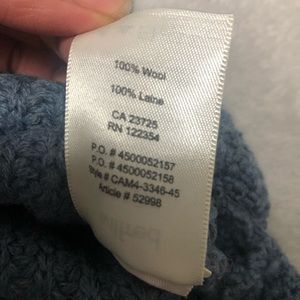 100% Wool
100% Laine
CA 23725
RN 122354
P.O. # 4500052157
P.O. # 4500052158
Style # CAM4-3346-45
Article # 52998